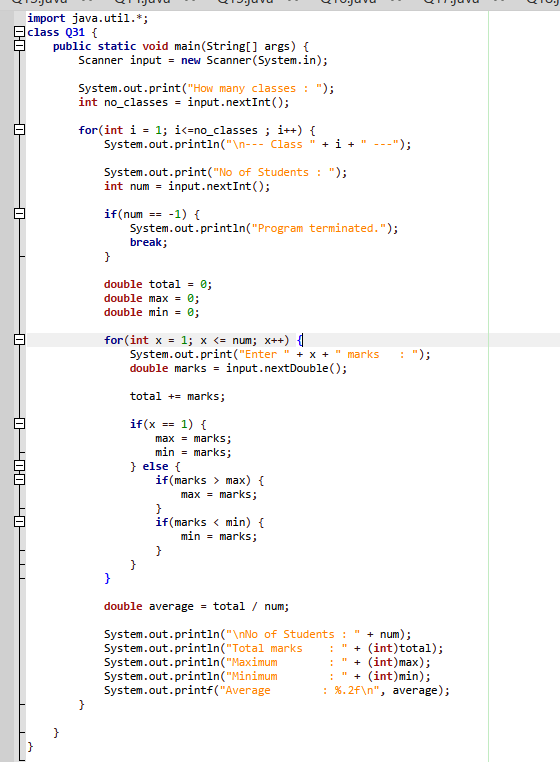 import java.util.*;
class Q31 {
    public static void main(String[] args) {
        Scanner input = new Scanner(System.in);

        System.out.print("How many classes : ");
        int no_classes = input.nextInt();

        for(int i = 1; i<=no_classes ; i++) {
            System.out.println("\n--- Class " + i + " ---");

            System.out.print("No of Students : ");
            int num = input.nextInt();

            if(num == -1) {
                System.out.println("Program terminated.");
                break;
            }

            double total = 0;
            double max = 0;
            double min = 0;

            for(int x = 1; x <= num; x++) {
                System.out.print("Enter " + x + " marks   : ");
                double marks = input.nextDouble();

                total += marks;

                if(x == 1) {
                    max = marks;
                    min = marks;
                } else {
                    if(marks > max) {
                        max = marks;
                    }
                    if(marks < min) {
                        min = marks;
                    }
                }
            }

            double average = total / num;

            System.out.println("\nNo of Students : " + num);
            System.out.println("Total marks    : " + (int)total);
            System.out.println("Maximum        : " + (int)max);
            System.out.println("Minimum        : " + (int)min);
            System.out.printf("Average        : %.2f\n", average);
        }

    }
}